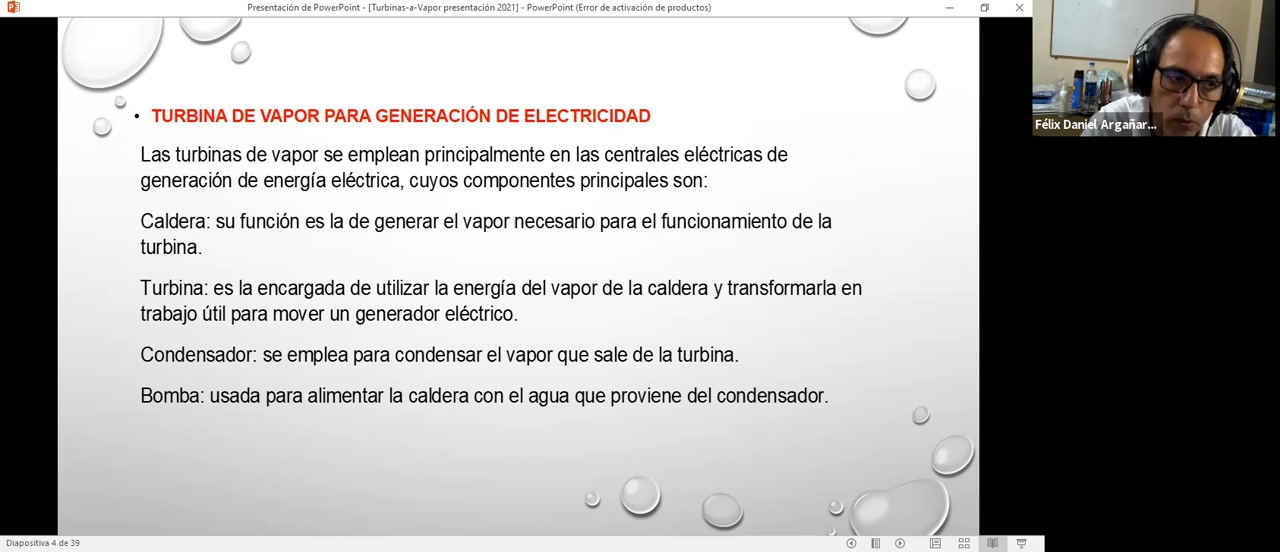 Presentación de PowerPoint - [Turbinas-a-Vapor presentación 2021] - PowerPoint (Error de activación de productos)
• TURBINA DE VAPOR PARA GENERACIÓN DE ELECTRICIDAD
Las turbinas de vapor se emplean principalmente en las centrales eléctricas de
generación de energía eléctrica, cuyos componentes principales son:
Caldera: su función es la de generar el vapor necesario para el funcionamiento de la
turbina.
Turbina: es la encargada de utilizar la energía del vapor de la caldera y transformarla en
trabajo útil para mover un generador eléctrico.
Condensador: se emplea para condensar el vapor que sale de la turbina.
Bomba: usada para alimentar la caldera con el agua que proviene del condensador.
Félix Daniel Argañar...
Diapositiva 4 de 39